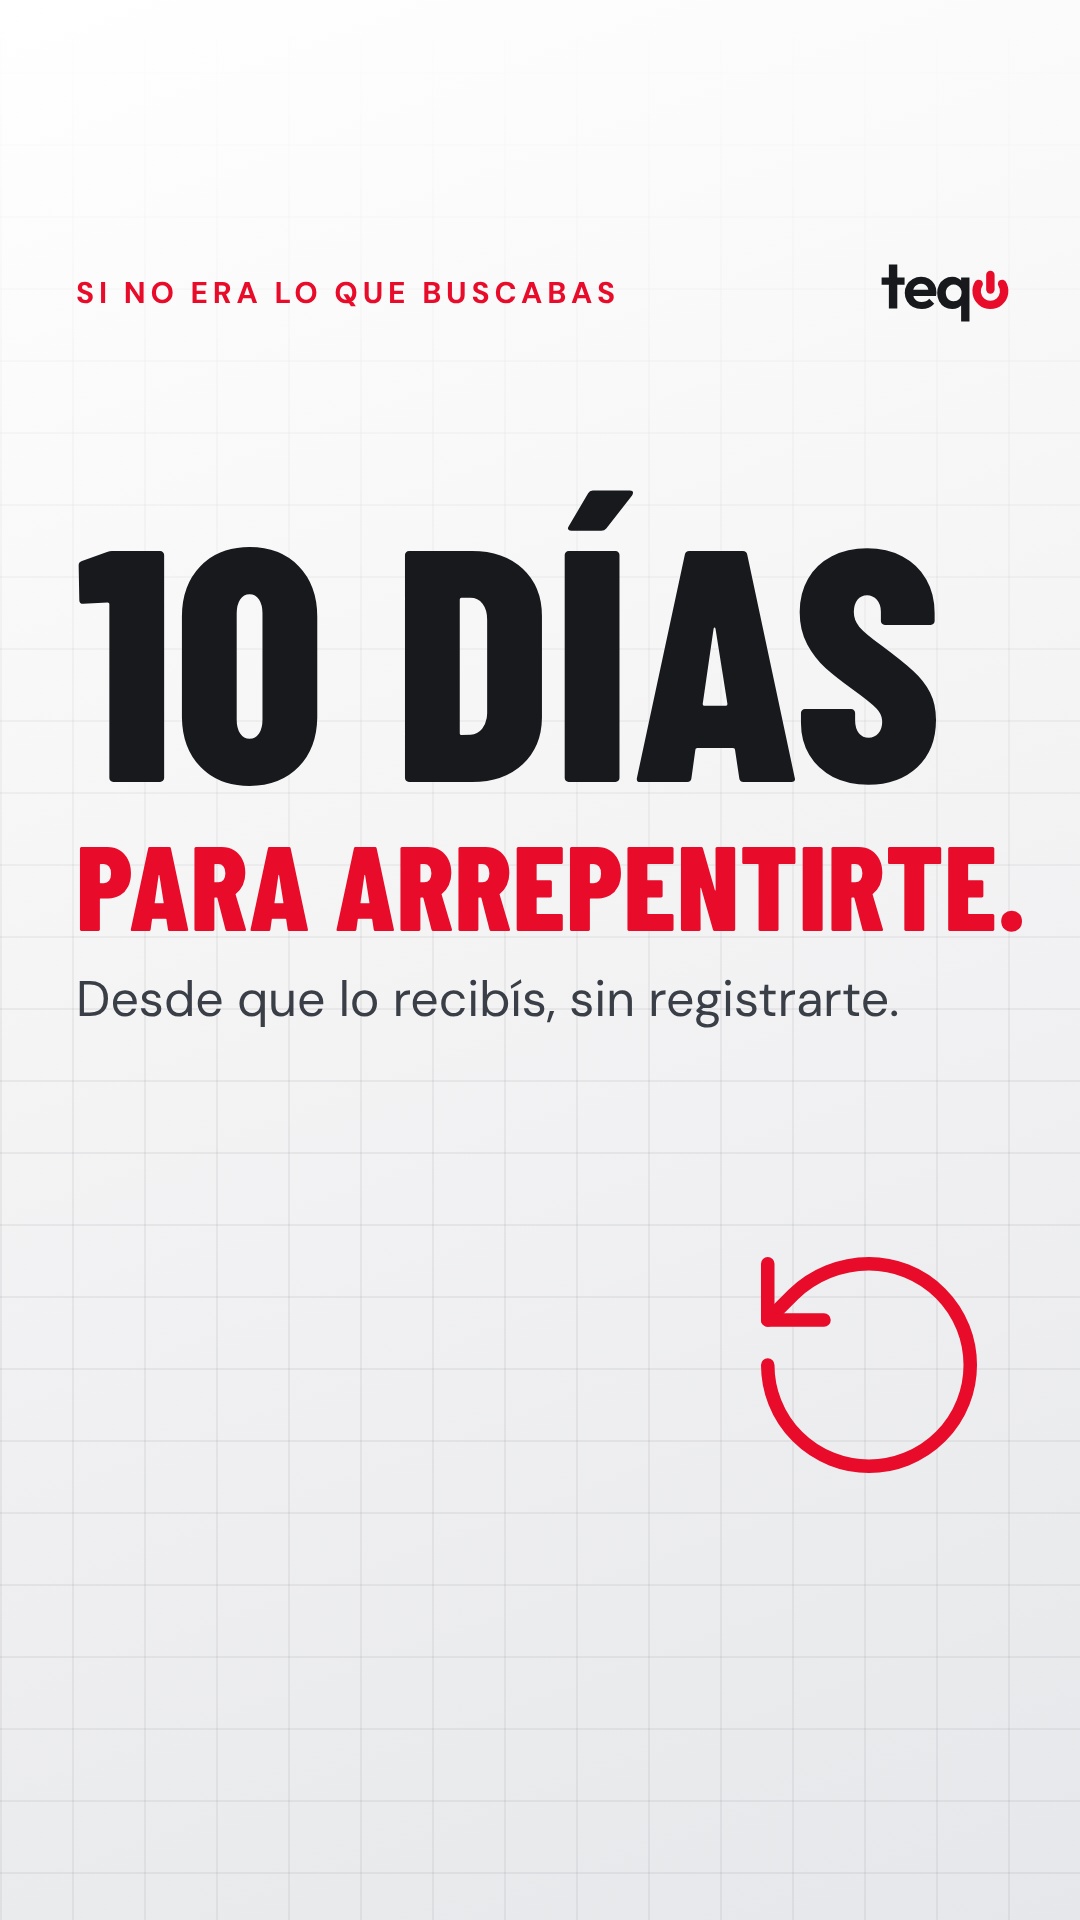 SI NO ERA LO QUE BUSCABAS
teqo
10 DÍAS
PARA ARREPENTIRTE.
Desde que lo recibís, sin registrarte.